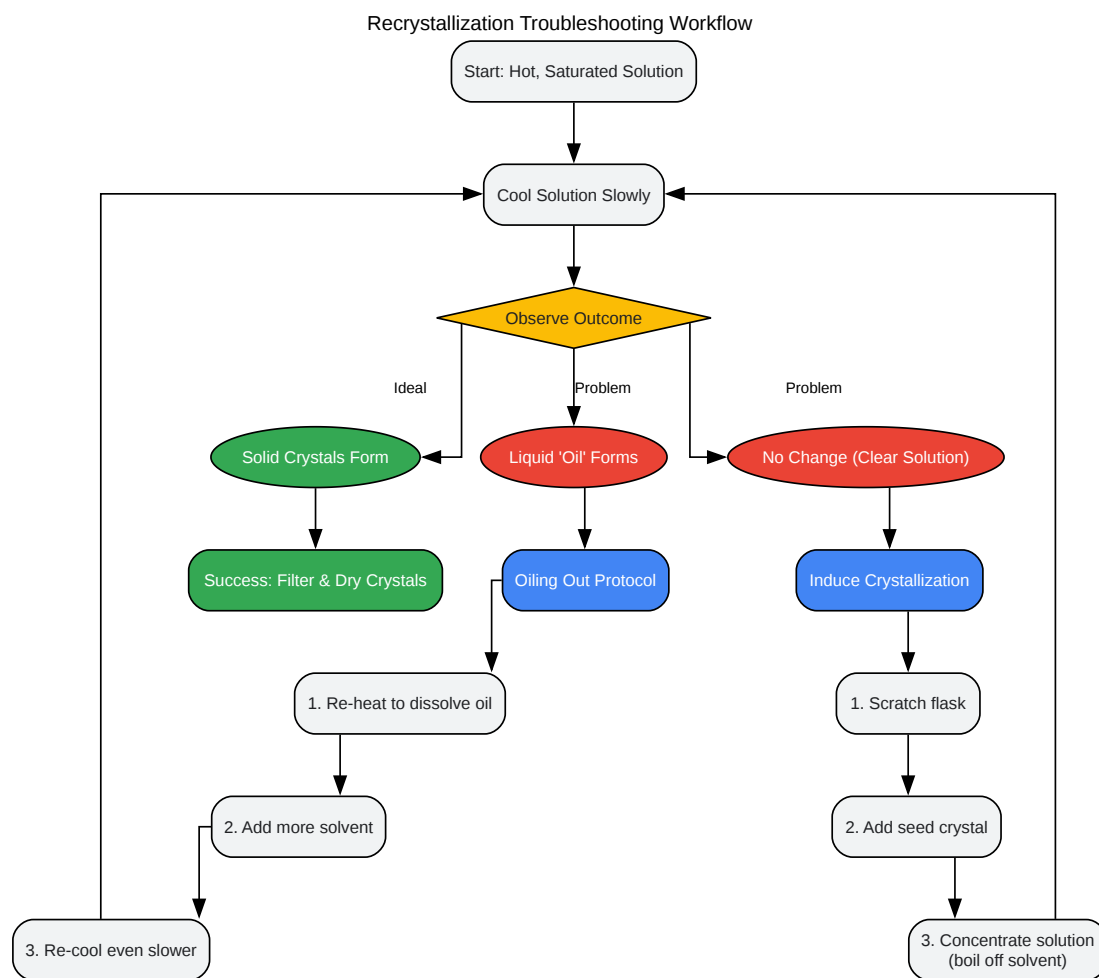 Recrystallization Troubleshooting Workflow
Start: Hot, Saturated Solution
Cool Solution Slowly
Observe Outcome
Ideal
Problem
Problem
Solid Crystals Form
Liquid 'Oil' Forms
No Change (Clear Solution)
Success: Filter & Dry Crystals
Oiling Out Protocol
Induce Crystallization
1. Re-heat to dissolve oil
1. Scratch flask
2. Add more solvent
2. Add seed crystal
3. Re-cool even slower
3. Concentrate solution
(boil off solvent)